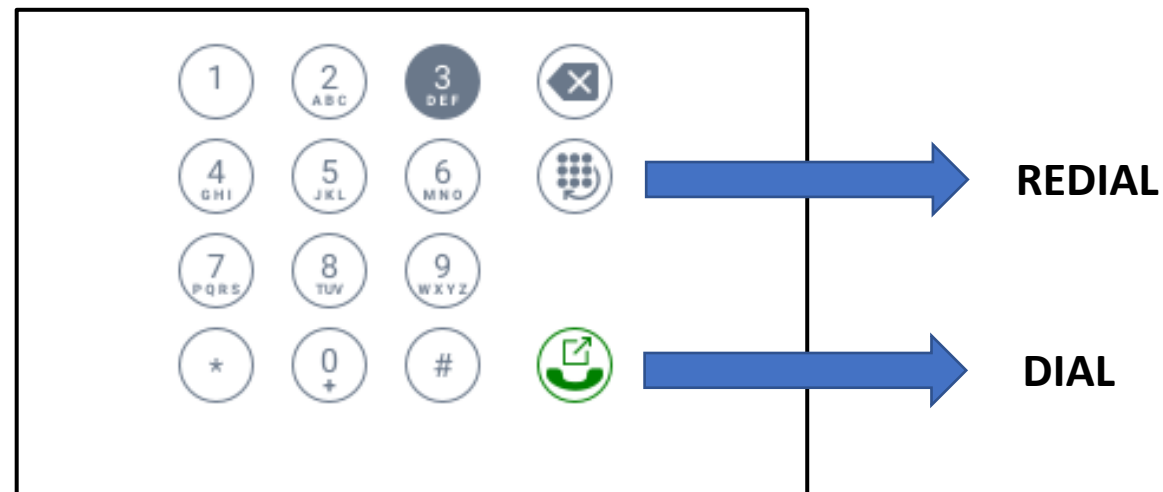 1 2 3
ABC DEF
4 5 6
GHI JKL MNO
REDIAL
7 8 9
PQRS TUV WXYZ
* 0 #
+
DIAL